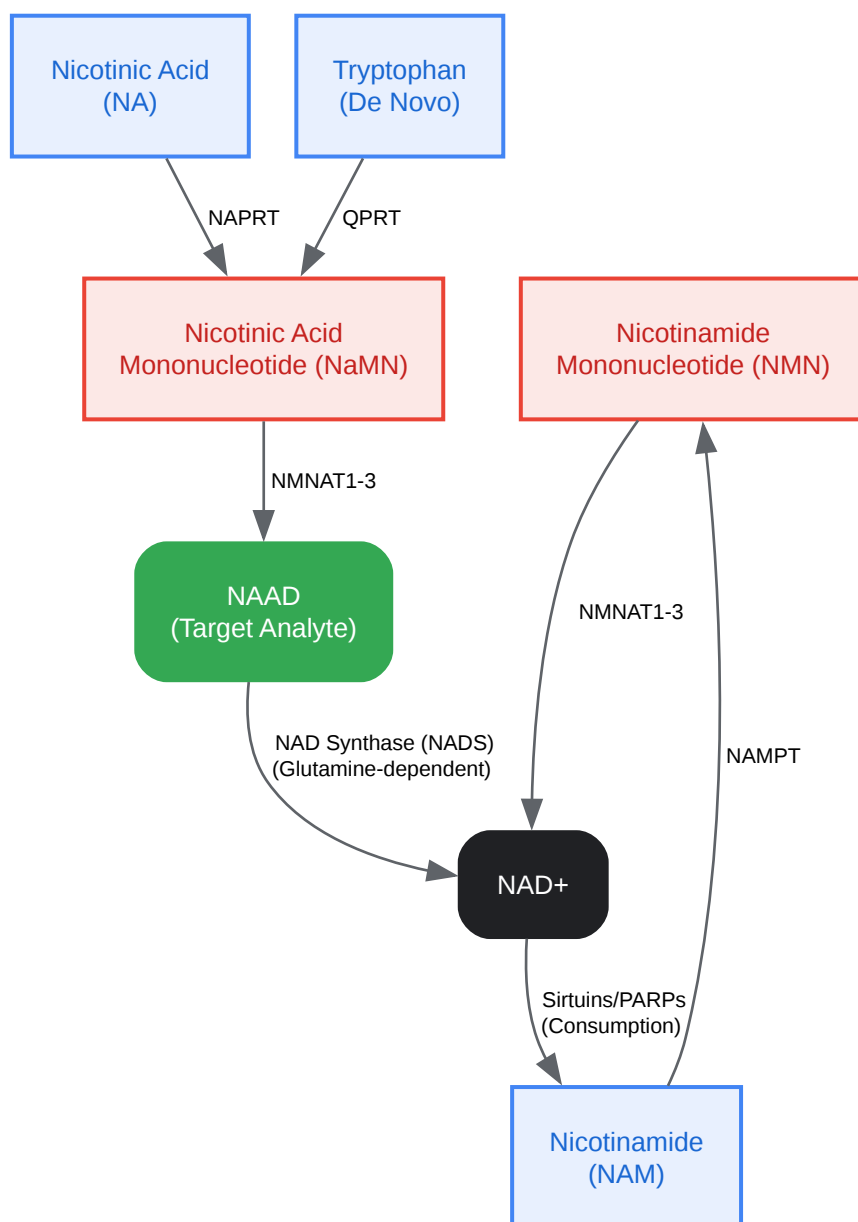 Nicotinic Acid
(NA)
Tryptophan
(De Novo)
NAPRT
QPRT
Nicotinic Acid
Mononucleotide (NaMN)
Nicotinamide
Mononucleotide (NMN)
NMNAT1-3
NAAD
(Target Analyte)
NMNAT1-3
NAD Synthase (NADS)
(Glutamine-dependent)
NAMPT
NAD+
Sirtuins/PARPs
(Consumption)
Nicotinamide
(NAM)